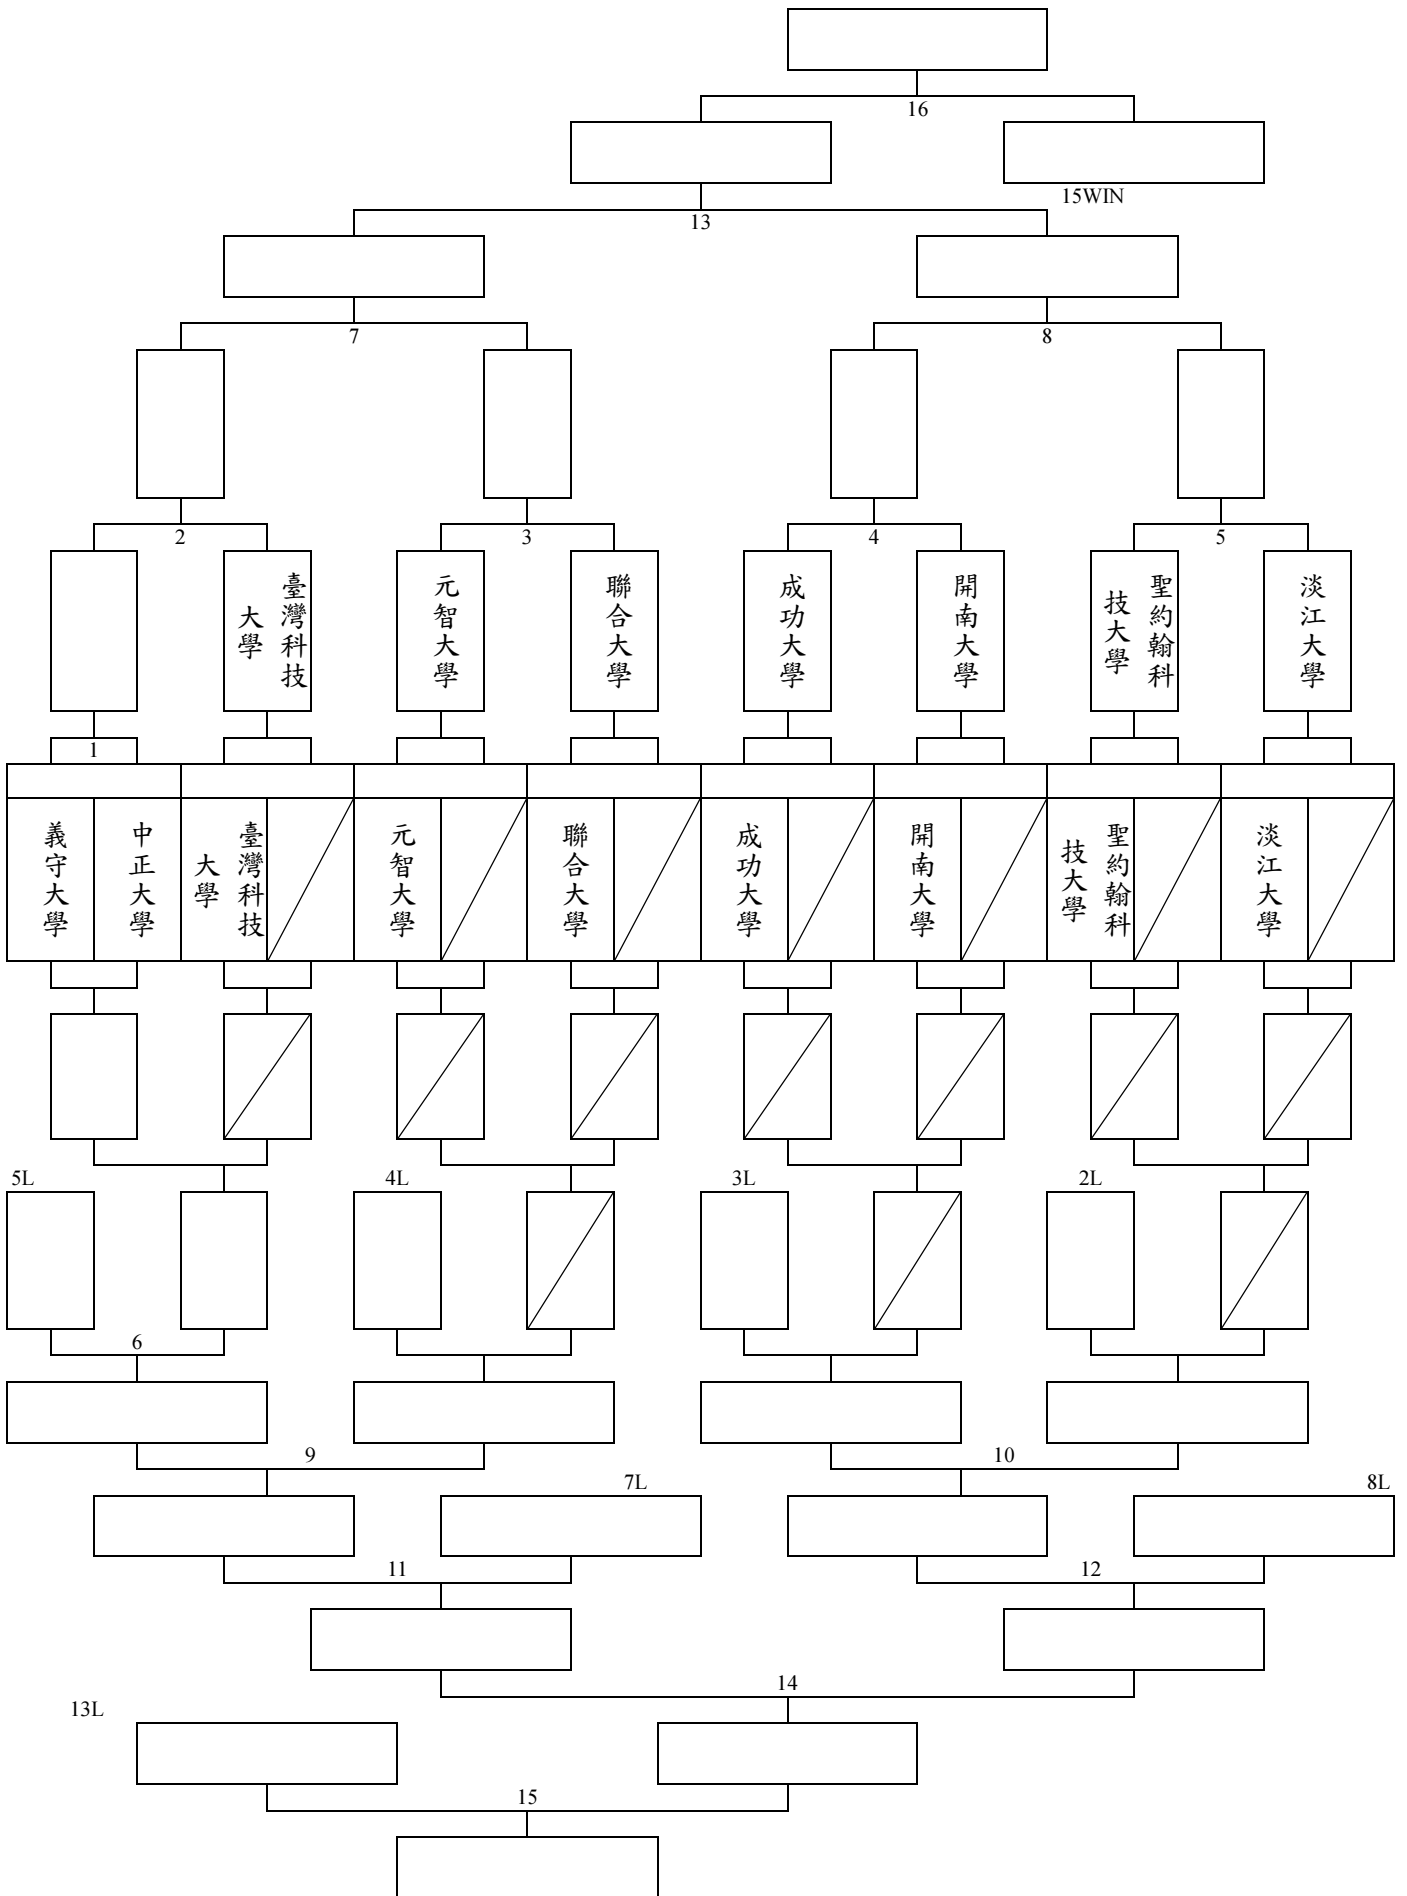 16
15WIN
13
7
8
2
3
4
5
臺灣科技
大學
元智大學
聯合大學
成功大學
開南大學
聖約翰科
技大學
淡江大學
1
義守大學
中正大學
臺灣科技
大學
元智大學
聯合大學
成功大學
開南大學
聖約翰科
技大學
淡江大學
5L
4L
3L
2L
6
9
10
7L
8L
11
12
14
13L
15